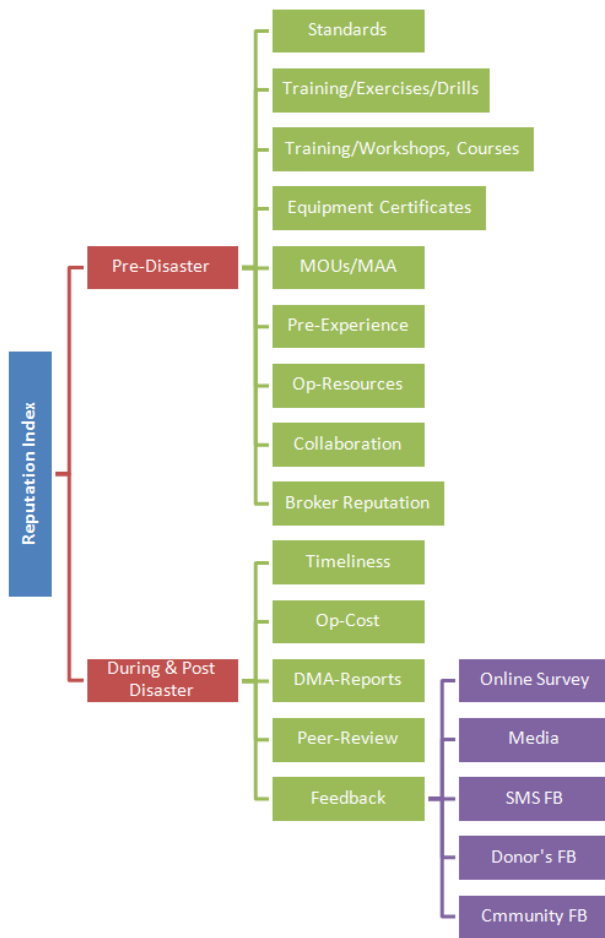 Reputation Index
Pre-Disaster
Standards
Training/Exercises/Drills
Training/Workshops, Courses
Equipment Certificates
MOUs/MAA
Pre-Experience
Op-Resources
Collaboration
Broker Reputation
During & Post
Disaster
Timeliness
Op-Cost
DMA-Reports
Peer-Review
Feedback
Online Survey
Media
SMS FB
Donor's FB
Cmmunity FB